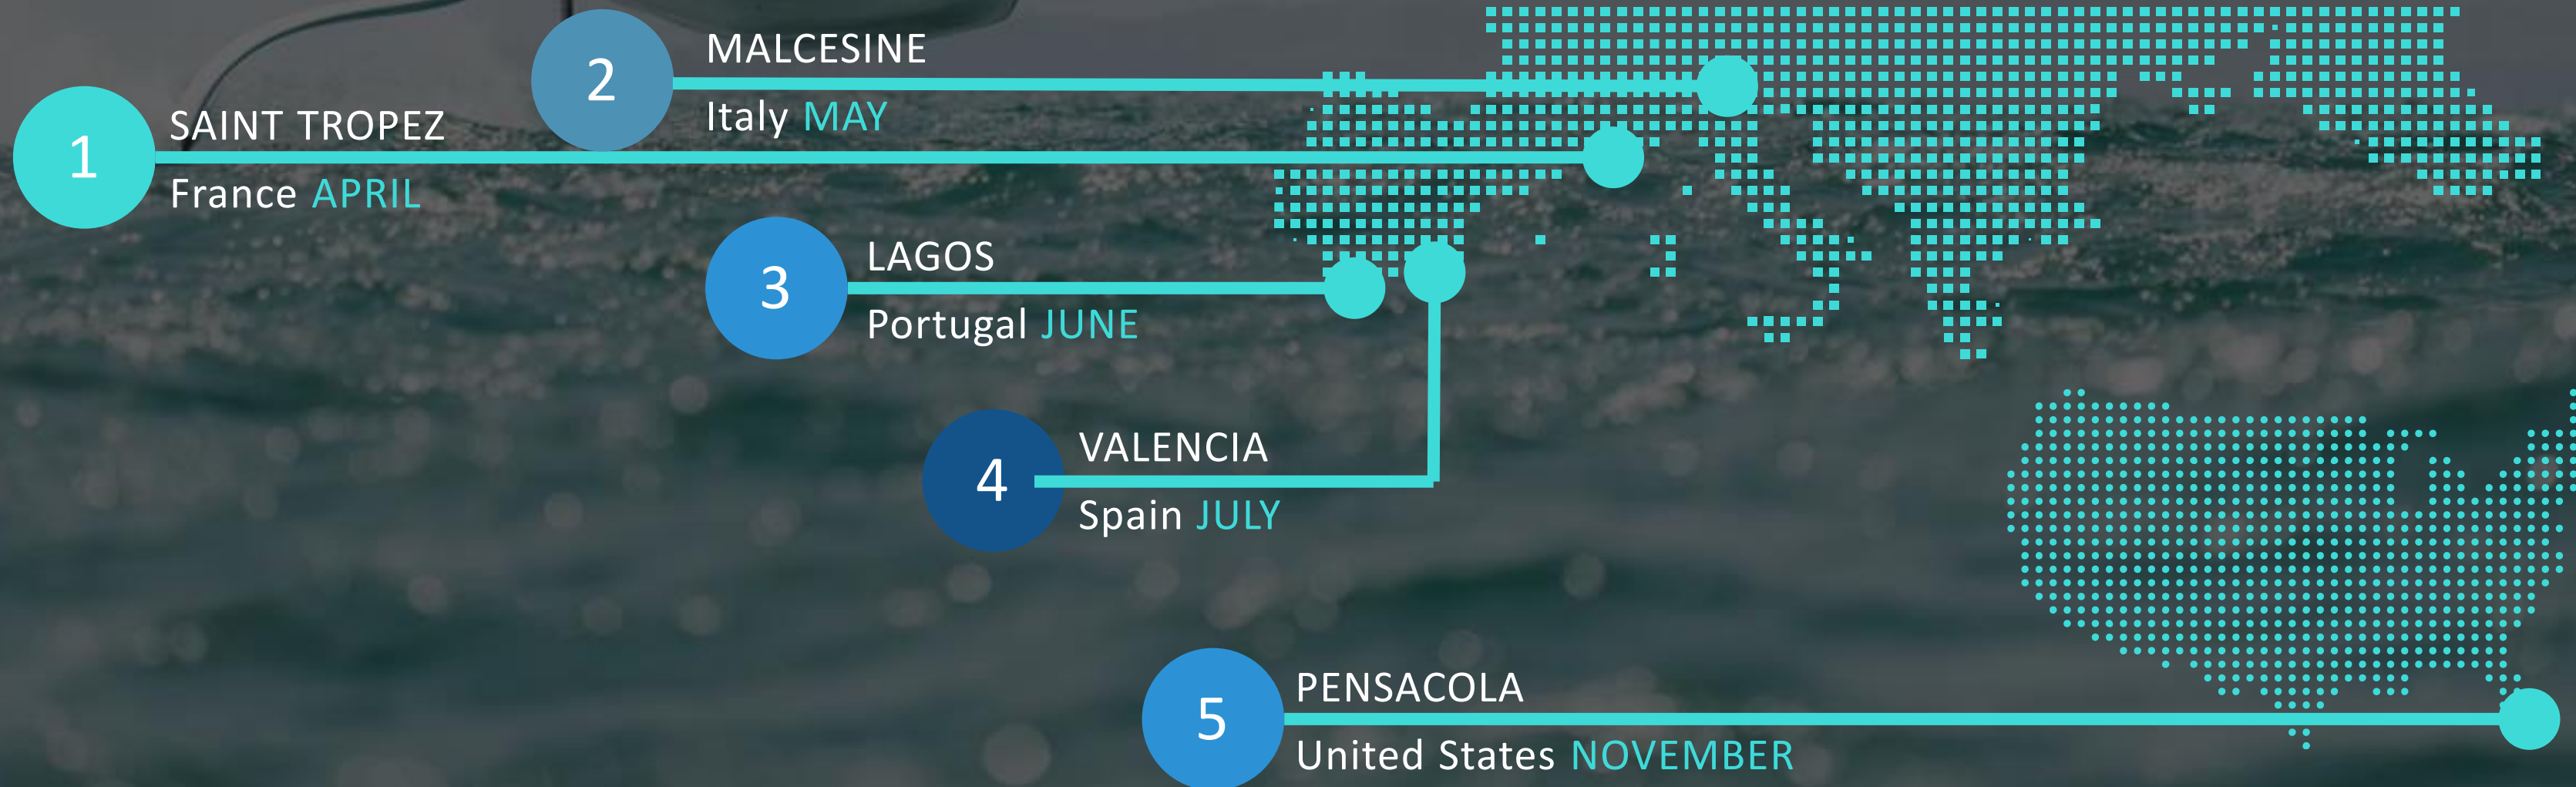 1
SAINT TROPEZ
France APRIL
2
MALCESINE
Italy MAY
3
LAGOS
Portugal JUNE
4
VALENCIA
Spain JULY
5
PENSACOLA
United States NOVEMBER